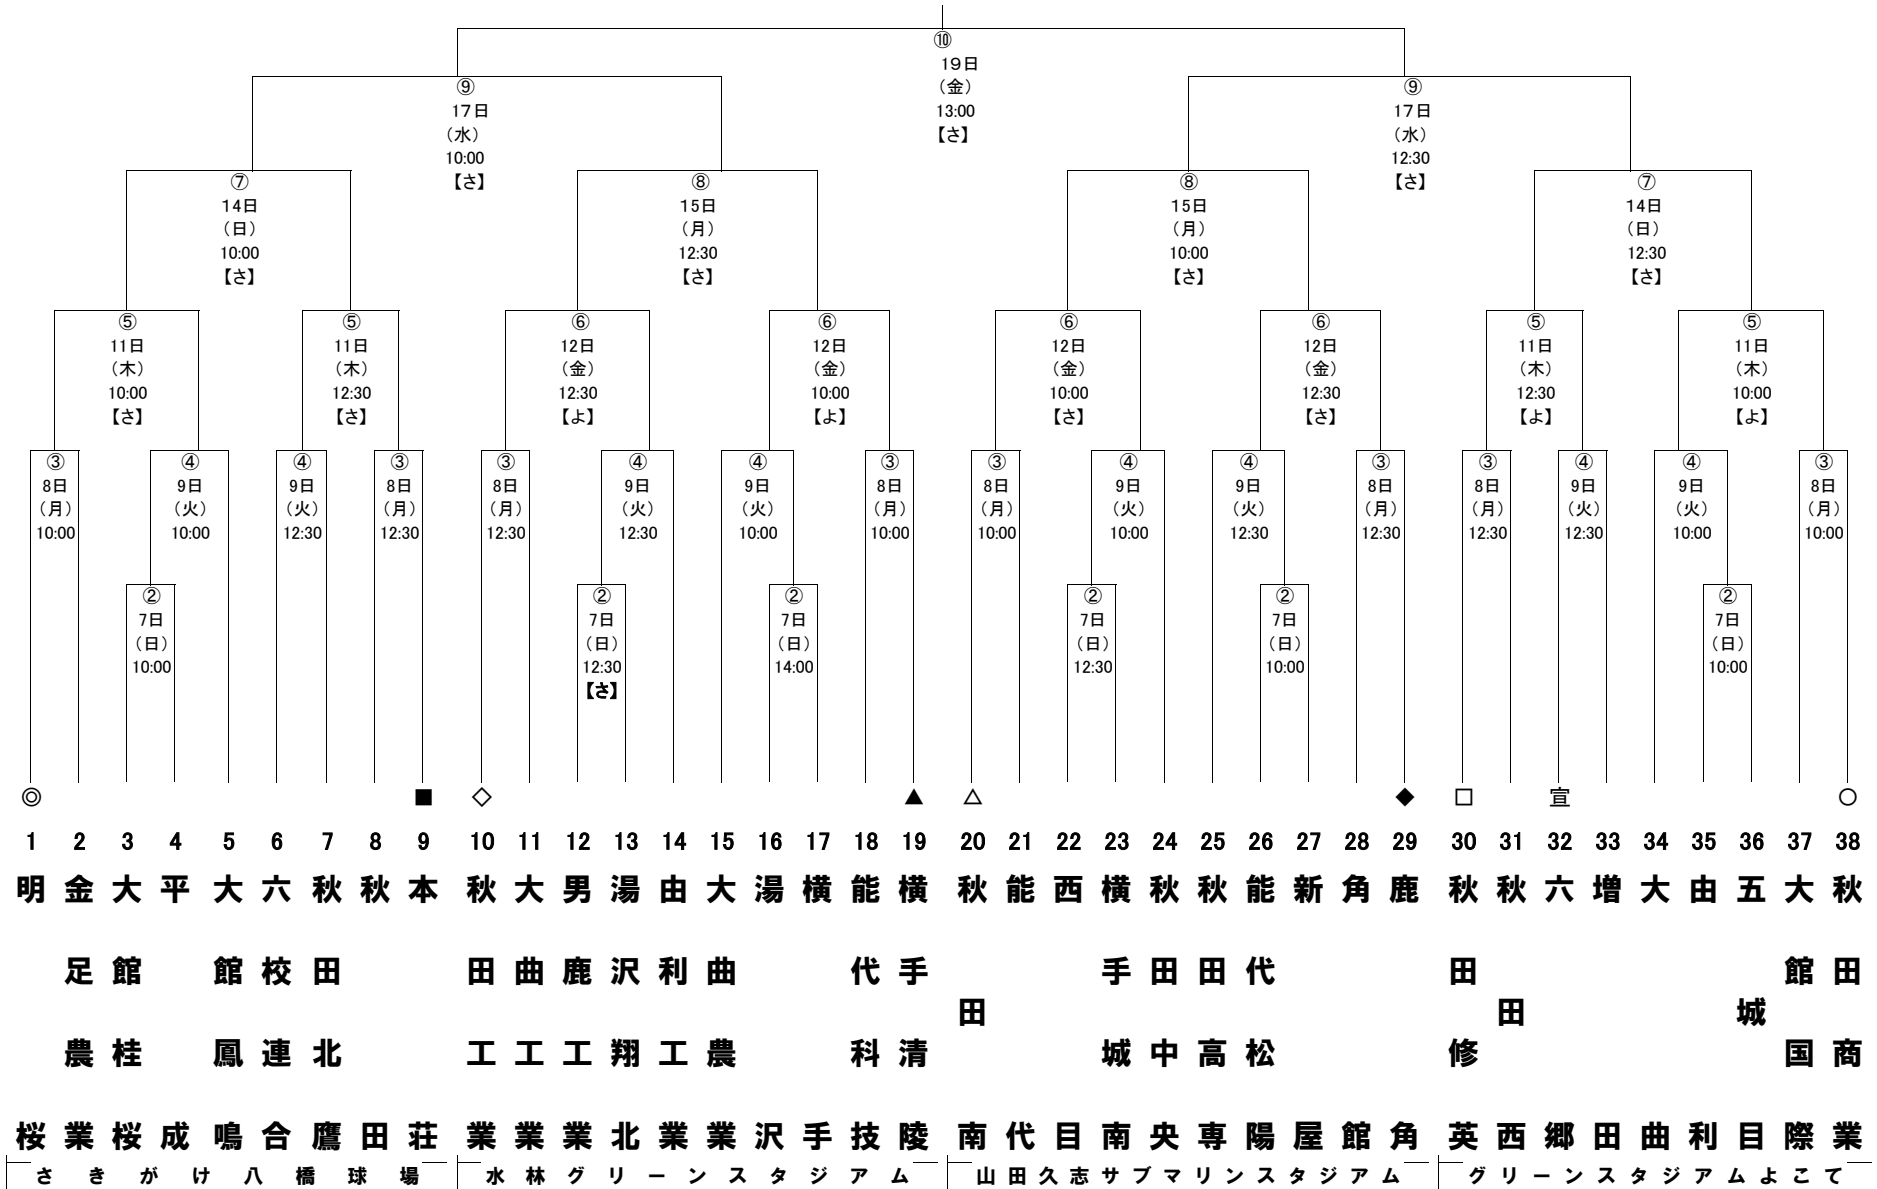 ⑩
19日
（金）
13:00
【さ】
⑨ ⑨
17日 17日
（水） （水）
10:00 12:30
【さ】 【さ】
⑦ ⑧ ⑧ ⑦
14日 15日 15日 14日
（日） （月） （月） （日）
10:00 12:30 10:00 12:30
【さ】 【さ】 【さ】 【さ】
⑤ ⑤ ⑥ ⑥ ⑥ ⑥ ⑤ ⑤
11日 11日 12日 12日 12日 12日 11日 11日
（木） （木） （金） （金） （金） （金） （木） （木）
10:00 12:30 12:30 10:00 10:00 12:30 12:30 10:00
【さ】 【さ】 【よ】 【よ】 【さ】 【さ】 【よ】 【よ】
③ ④ ④ ③ ③ ④ ④ ③ ③ ④ ④ ③ ③ ④ ④ ③
8日 9日 9日 8日 8日 9日 9日 8日 8日 9日 9日 8日 8日 9日 9日 8日
（月） （火） （火） （月） （月） （火） （火） （月） （月） （火） （火） （月） （月） （火） （火） （月）
10:00 10:00 12:30 12:30 12:30 12:30 10:00 10:00 10:00 10:00 12:30 12:30 12:30 12:30 10:00 10:00
② ② ② ② ② ②
7日 7日 7日 7日 7日 7日
（日） （日） （日） （日） （日） （日）
10:00 12:30 14:00 12:30 10:00 10:00
【さ】
◎ ■ ◇ ▲ △ ◆ □ 宣 ○
1 2 3 4 5 6 7 8 9 10 11 12 13 14 15 16 17 18 19 20 21 22 23 24 25 26 27 28 29 30 31 32 33 34 35 36 37 38
明桜
金足農業
大館桂桜
平成
大館鳳鳴
六校連合
秋田北鷹
秋田
本荘
秋田工業
大曲工業
男鹿工業
湯沢翔北
由利工業
大曲農業
湯沢
横手
能代科技
横手清陵
秋田南
能代
西目
横手城南
秋田中央
秋田高専
能代松陽
新屋
角館
鹿角
秋田修英
秋田西
六郷
増田
大曲
由利
五城目
大館国際
秋田商業
さきがけ八橋球場
水林グリーンスタジアム
山田久志サブマリンスタジアム
グリーンスタジアムよこて